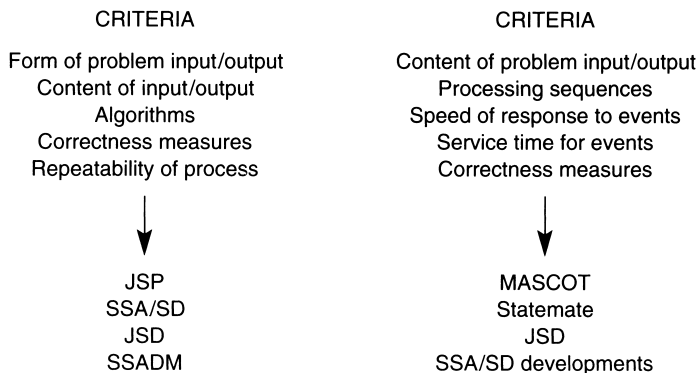 CRITERIA
Form of problem input/output
Content of input/output
Algorithms
Correctness measures
Repeatability of process
JSP
SSA/SD
JSD
SSADM
CRITERIA
Content of problem input/output
Processing sequences
Speed of response to events
Service time for events
Correctness measures
MASCOT
Statemate
JSD
SSA/SD developments